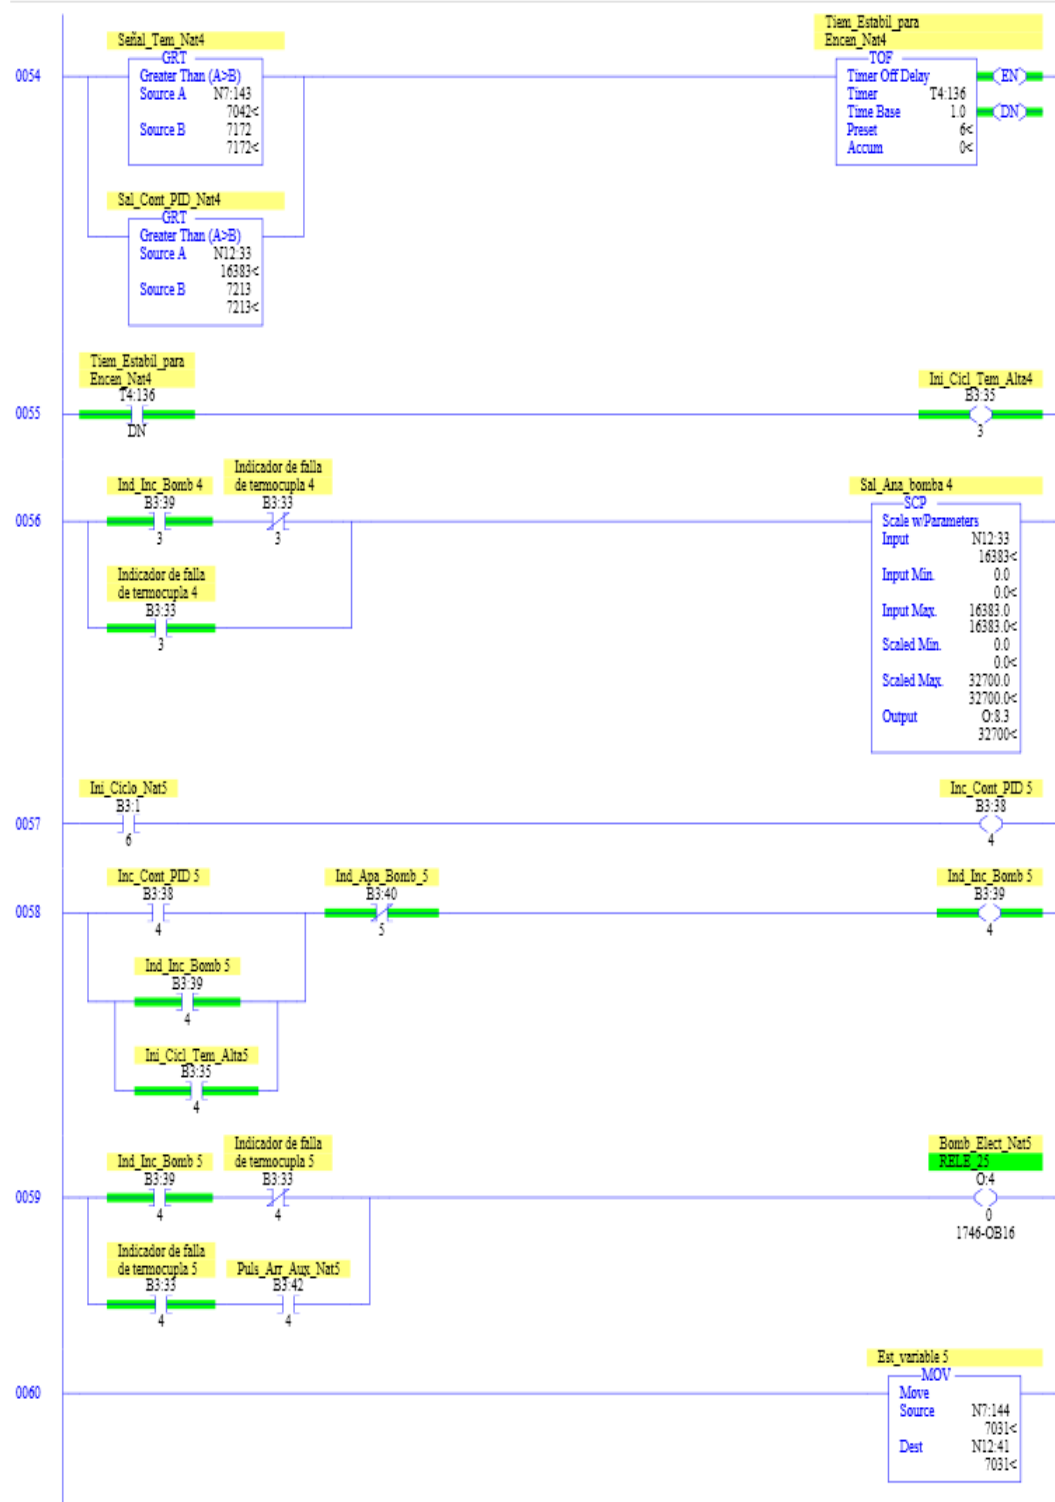 Señal_Tem_Nat4
GRT
Greater Than (A>B)
Source A N7:143
7042<
Source B 7172
7172<
Tiem_Estabil_para
Encen_Nat4
TOF
Timer Off Delay
Timer T4:136
Time Base 1.0
Preset 6<
Accum 0<
EN
DN
0054
Sal_Cont_PID_Nat4
GRT
Greater Than (A>B)
Source A N12:33
16383<
Source B 7213
7213<
Tiem_Estabil_para
Encen_Nat4
T4:136
DN
Ini_Cicl_Tem_Alta4
B3:35
3
0055
Ind_Inc_Bomb 4
B3:39
3
Indicador de falla
de termocupla 4
B3:33
3
Sal_Ana_bomba 4
SCP
Scale w/Parameters
Input N12:33
16383<
Input Min. 0.0
0.0<
Input Max. 16383.0
16383.0<
Scaled Min. 0.0
0.0<
Scaled Max. 32700.0
32700.0<
Output O:8.3
32700<
0056
Indicador de falla
de termocupla 4
B3:33
3
Ini_Ciclo_Nat5
B3:1
6
Inc_Cont_PID 5
B3:38
4
0057
Inc_Cont_PID 5
B3:38
4
Ind_Apa_Bomb_5
B3:40
5
Ind_Inc_Bomb 5
B3:39
4
0058
Ind_Inc_Bomb 5
B3:39
4
Ini_Cicl_Tem_Alta5
B3:35
4
Ind_Inc_Bomb 5
B3:39
4
Indicador de falla
de termocupla 5
B3:33
4
Bomb_Elect_Nat5
RELE_25
O:4
0
1746-OB16
0059
Indicador de falla
de termocupla 5
B3:33
4
Puls_Arr_Aux_Nat5
B3:42
4
Est_variable 5
MOV
Move
Source N7:144
7031<
Dest N12:41
7031<
0060